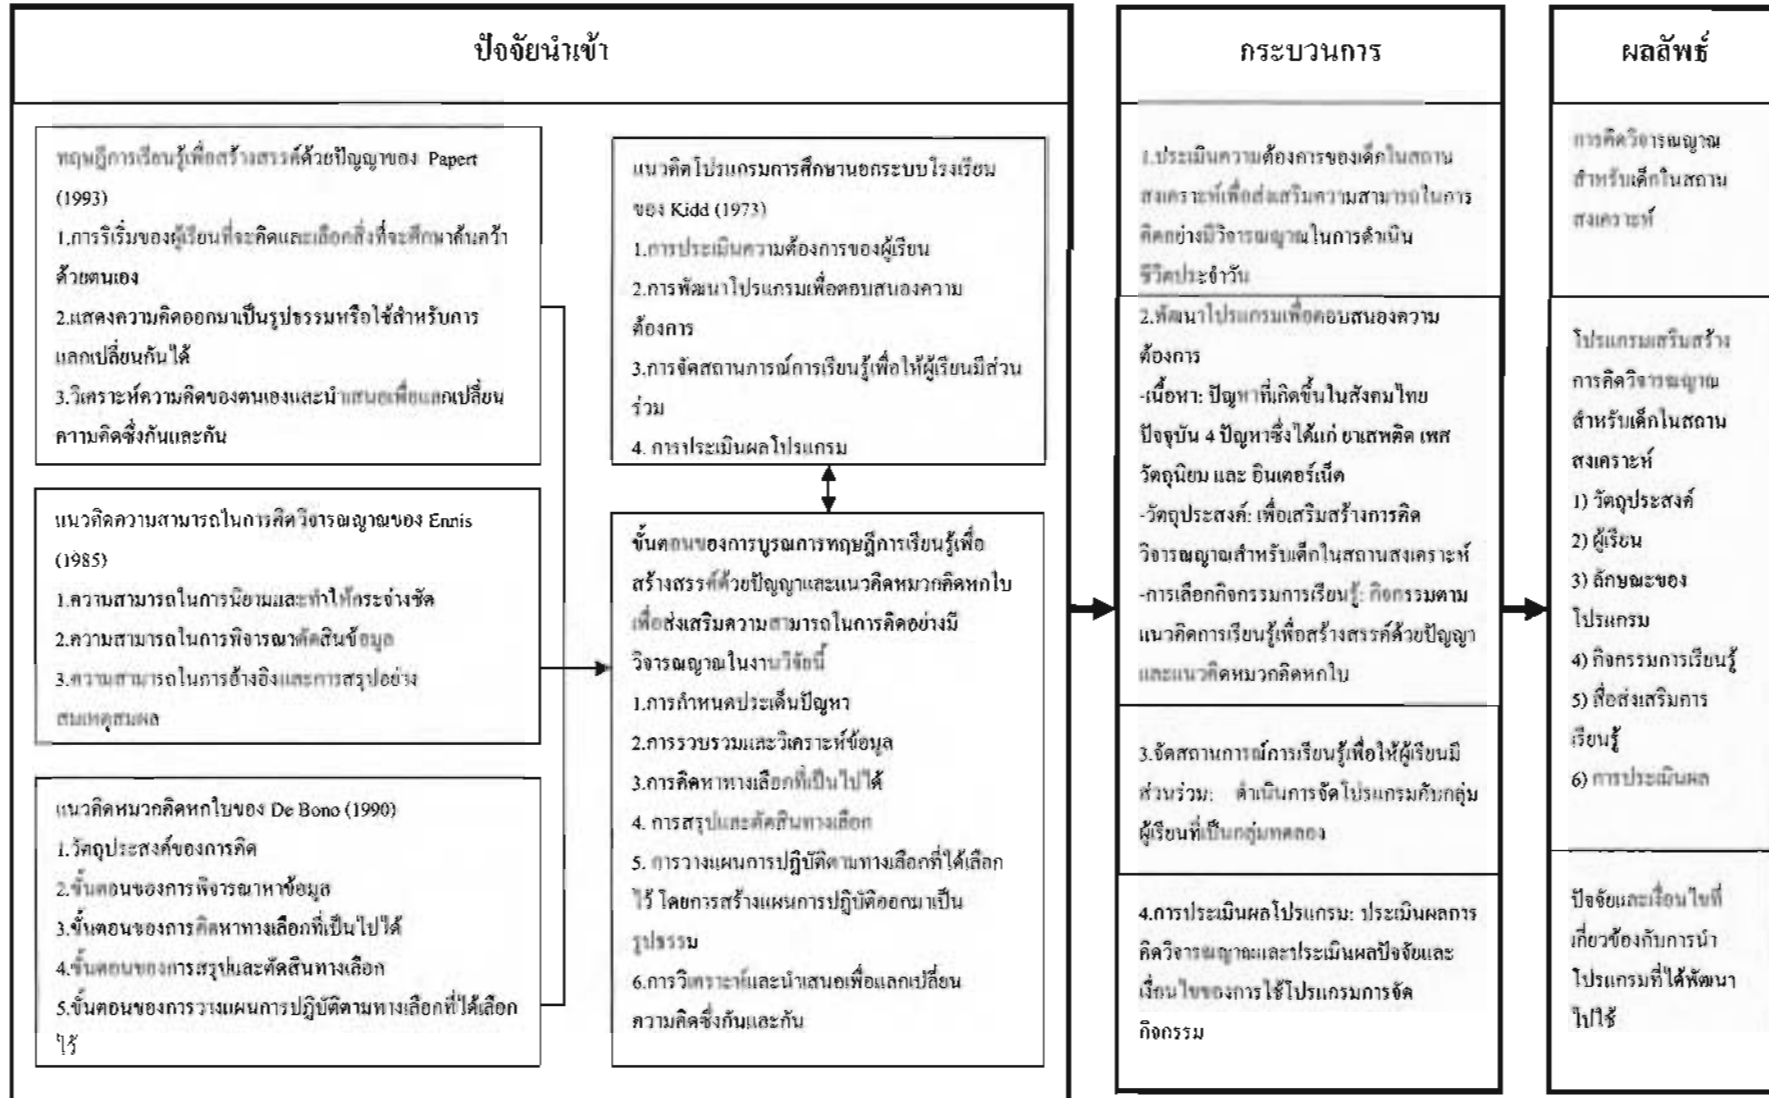 ปัจจัยนำเข้า
ทฤษฎีการเรียนรู้เพื่อสร้างสรรค์ด้วยปัญญาของ Papert
(1993)
1.การริเริ่มของผู้เรียนที่จะคิดและเลือกสิ่งที่จะศึกษาค้นคว้า
ด้วยตนเอง
2.แสดงความคิดออกมาเป็นรูปธรรมหรือใช้สำหรับการ
แลกเปลี่ยนกันได้
3.วิเคราะห์ความคิดของตนเองและนำเสนอเพื่อแลกเปลี่ยน
ความคิดซึ่งกันและกัน
แนวคิดความสามารถในการคิดวิจารณญาณของ Ennis
(1985)
1.ความสามารถในการนิยามและทำให้กระจ่างชัด
2.ความสามารถในการพิจารณาตัดสินข้อมูล
3.ความสามารถในการอ้างอิงและการสรุปอย่าง
สมเหตุสมผล
แนวคิดหมวกคิดหกใบของ De Bono (1990)
1.วัตถุประสงค์ของการคิด
2.ขั้นตอนของการพิจารณาหาข้อมูล
3.ขั้นตอนของการคิดหาทางเลือกที่เป็นไปได้
4.ขั้นตอนของการสรุปและตัดสินทางเลือก
5.ขั้นตอนของการวางแผนการปฏิบัติตามทางเลือกที่ได้เลือก
ไว้
แนวคิดโปรแกรมการศึกษานอกระบบโรงเรียน
ของ Kidd (1973)
1.การประเมินความต้องการของผู้เรียน
2.การพัฒนาโปรแกรมเพื่อตอบสนองความ
ต้องการ
3.การจัดสถานการณ์การเรียนรู้เพื่อให้ผู้เรียนมีส่วน
ร่วม
4. การประเมินผลโปรแกรม
ขั้นตอนของการบูรณการทฤษฎีการเรียนรู้เพื่อ
สร้างสรรค์ด้วยปัญญาและแนวคิดหมวกคิดหกใบ
เพื่อส่งเสริมความสามารถในการคิดอย่างมี
วิจารณญาณในงานวิจัยนี้
1.การกำหนดประเด็นปัญหา
2.การรวบรวมและวิเคราะห์ข้อมูล
3.การคิดหาทางเลือกที่เป็นไปได้
4. การสรุปและตัดสินทางเลือก
5. การวางแผนการปฏิบัติตามทางเลือกที่ได้เลือก
ไว้ โดยการสร้างแผนการปฏิบัติออกมาเป็น
รูปธรรม
6.การวิเคราะห์และนำเสนอเพื่อแลกเปลี่ยน
ความคิดซึ่งกันและกัน
กระบวนการ
1.ประเมินความต้องการของเด็กในสถาน
สงเคราะห์เพื่อส่งเสริมความสามารถในการ
คิดอย่างมีวิจารณญาณในการดำเนิน
ชีวิตประจำวัน
2.พัฒนาโปรแกรมเพื่อตอบสนองความ
ต้องการ
-เนื้อหา: ปัญหาที่เกิดขึ้นในสังคมไทย
ปัจจุบัน 4 ปัญหาซึ่งได้แก่ ยาเสพติด เพส
วัตถุนิยม และ อินเตอร์เน็ต
-วัตถุประสงค์: เพื่อเสริมสร้างการคิด
วิจารณญาณสำหรับเด็กในสถานสงเคราะห์
-การเลือกกิจกรรมการเรียนรู้: กิจกรรมตาม
แนวคิดการเรียนรู้เพื่อสร้างสรรค์ด้วยปัญญา
และแนวคิดหมวกคิดหกใบ
3.จัดสถานการณ์การเรียนรู้เพื่อให้ผู้เรียนมี
ส่วนร่วม: ดำเนินการจัดโปรแกรมกับกลุ่ม
ผู้เรียนที่เป็นกลุ่มทดลอง
4.การประเมินผลโปรแกรม: ประเมินผลการ
คิดวิจารณญาณและประเมินผลปัจจัยและ
เงื่อนไขของการใช้โปรแกรมการจัด
กิจกรรม
ผลลัพธ์
การคิดวิจารณญาณ
สำหรับเด็กในสถาน
สงเคราะห์
โปรแกรมเสริมสร้าง
การคิดวิจารณญาณ
สำหรับเด็กในสถาน
สงเคราะห์
1) วัตถุประสงค์
2) ผู้เรียน
3) ลักษณะของ
โปรแกรม
4) กิจกรรมการเรียนรู้
5) สื่อส่งเสริมการ
เรียนรู้
6) การประเมินผล
ปัจจัยและเงื่อนไขที่
เกี่ยวข้องกับการนำ
โปรแกรมที่ได้พัฒนา
ไปใช้